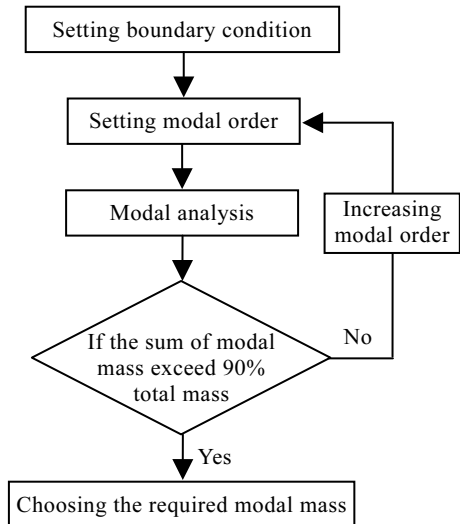 Setting boundary condition
Setting modal order
Modal analysis
Increasing
modal order
If the sum of modal
mass exceed 90%
total mass
No
Yes
Choosing the required modal mass